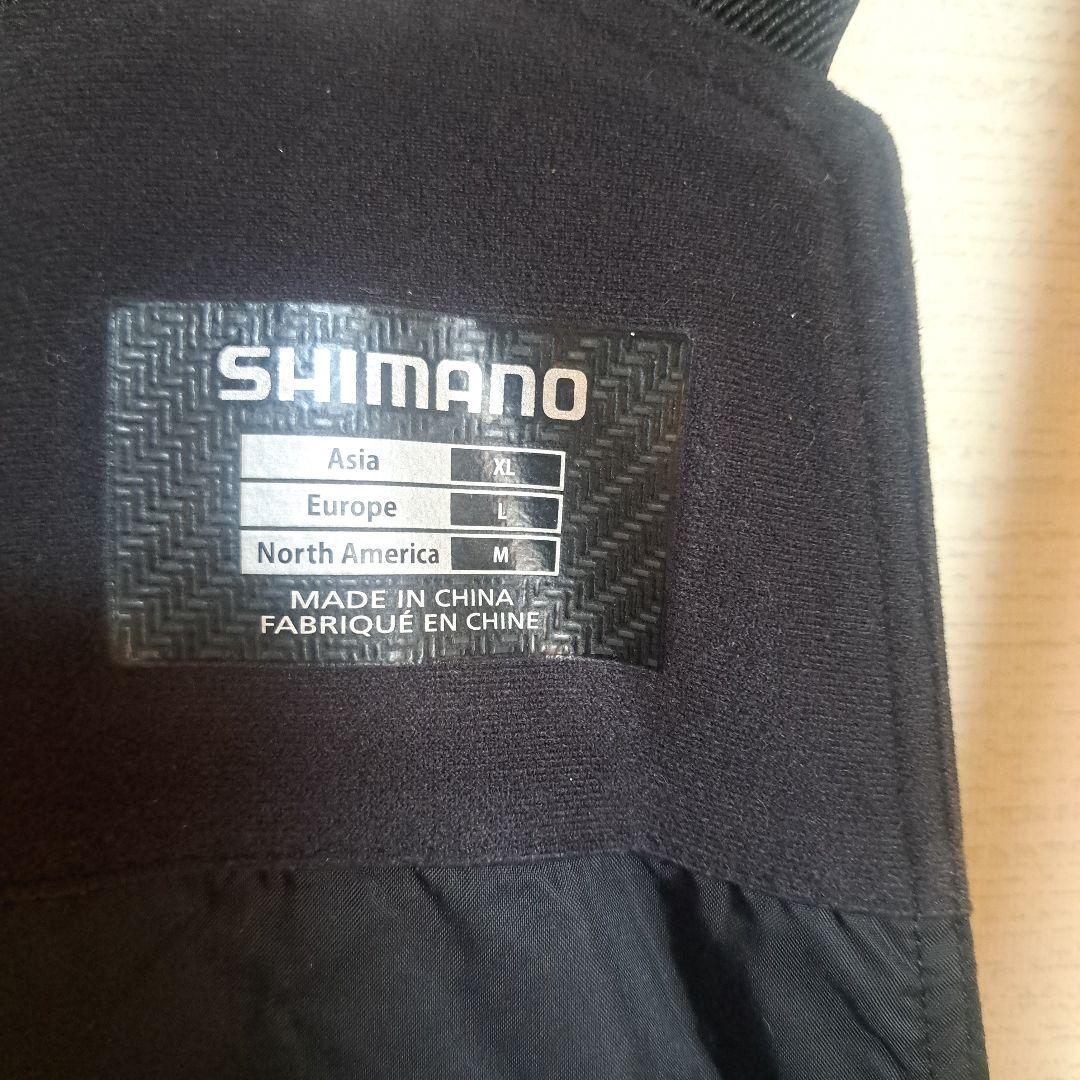 SHIMANO
Asia XL
Europe L
North America M
MADE IN CHINA
FABRIQUÉ EN CHINE